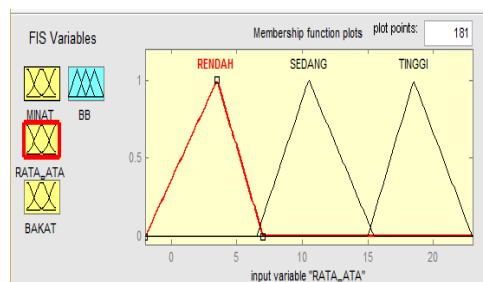 FIS Variables
Membership function plots
plot points:
181
MINAT
BB
RATA_ATA
BAKAT
RENDAH
SEDANG
TINGGI
1
0.5
0
0
5
10
15
20
input variable "RATA_ATA"